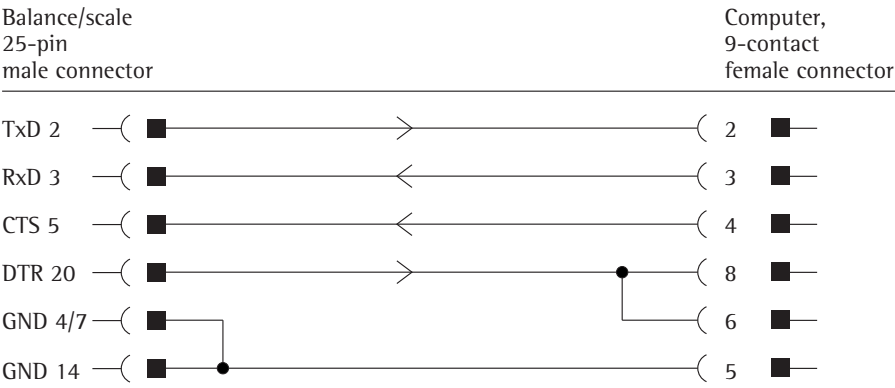 Balance/scale
25-pin
male connector
Computer,
9-contact
female connector
TxD 2 2
RxD 3 3
CTS 5 4
DTR 20 8
GND 4/7 6
GND 14 5